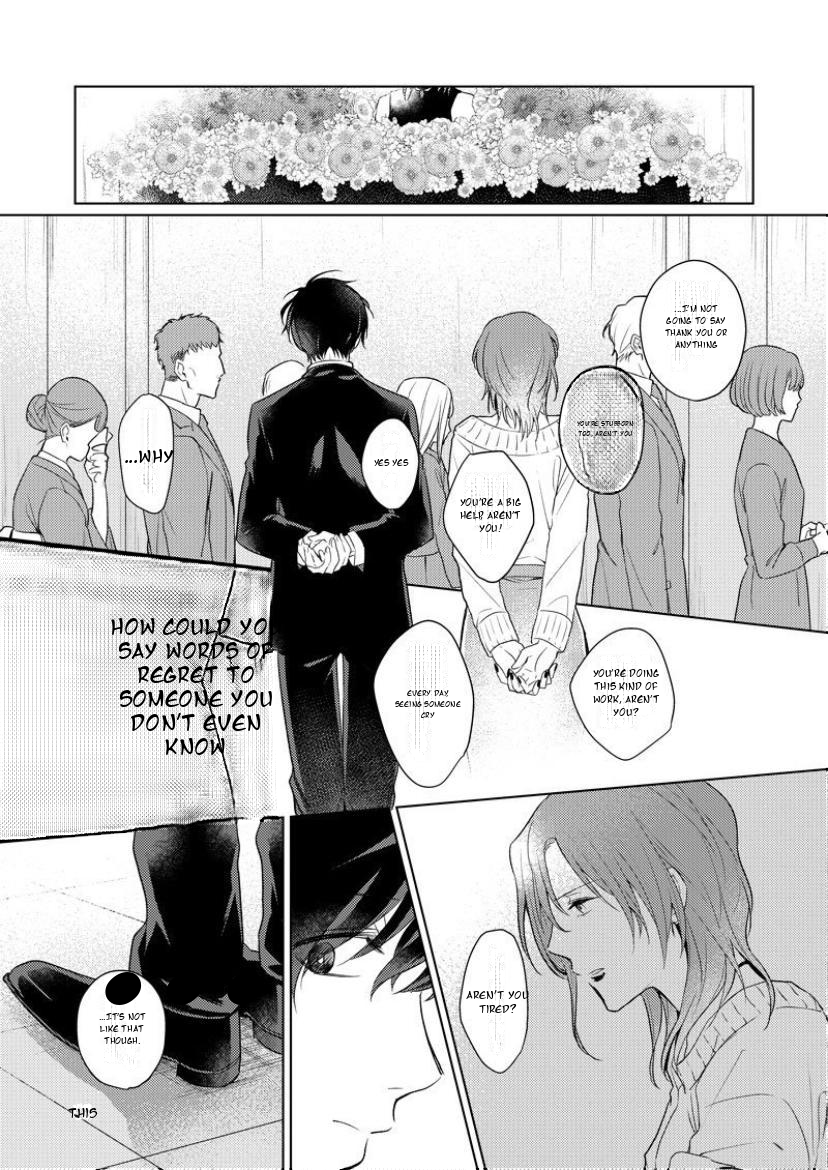 ...I'M NOT
GOING TO SAY
THANK YOU OR
ANYTHING
YOU'RE STUBBORN
TOO, AREN'T YOU
YES YES
YOU'RE A BIG
HELP, AREN'T
YOU!
...WHY
HOW COULD YO
SAY WORDS OF
REGRET TO
SOMEONE YOU
DON'T EVEN
KNOW
YOU'RE DOING
THIS KIND OF
WORK, AREN'T
YOU?
EVERY DAY
SEEING SOMEONE
CRY
AREN'T YOU
TIRED?
...IT'S NOT
LIKE THAT
THOUGH.
THIS